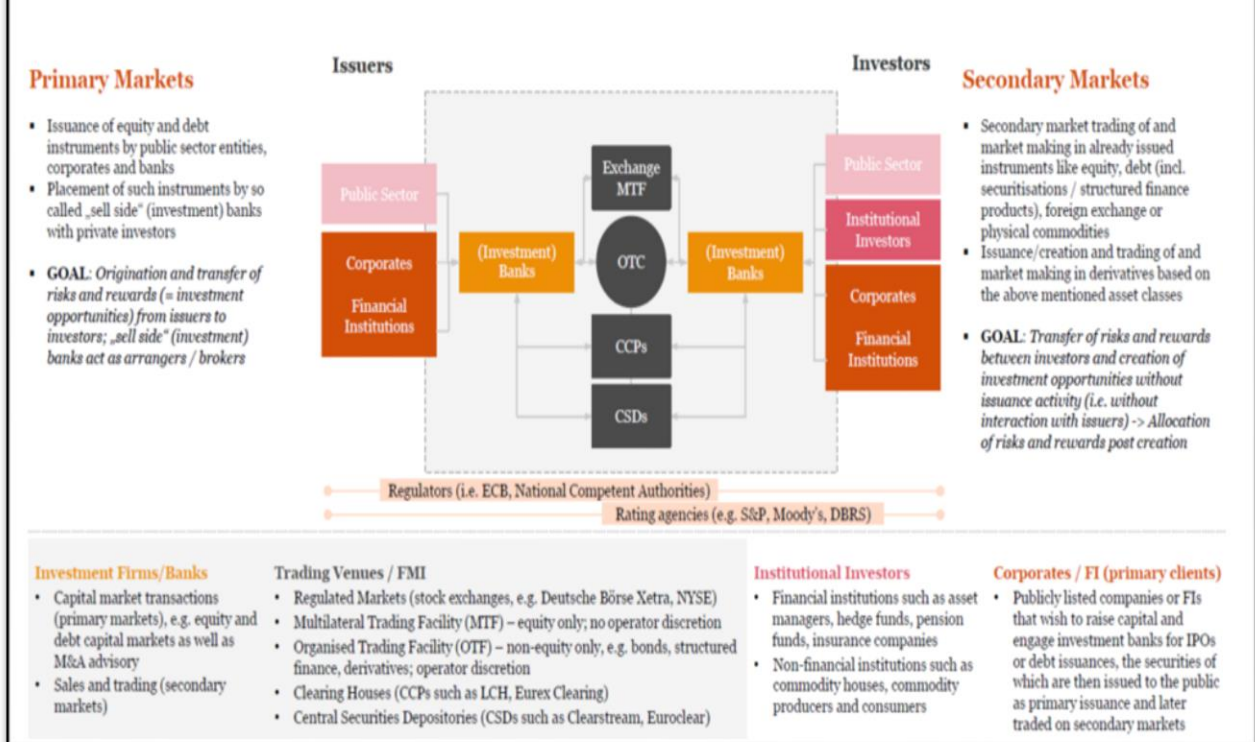 Primary Markets
▪ Issuance of equity and debt
instruments by public sector entities,
corporates and banks
▪ Placement of such instruments by so
called „sell side“ (investment) banks
with private investors
▪ GOAL: Origination and transfer of
risks and rewards (= investment
opportunities) from issuers to
investors; „sell side“ (investment)
banks act as arrangers / brokers
Issuers
Public Sector
Corporates
Financial
Institutions
(Investment)
Banks
Exchange
MTF
OTC
CCPs
CSDs
(Investment)
Banks
Investors
Public Sector
Institutional
Investors
Corporates
Financial
Institutions
Secondary Markets
▪ Secondary market trading of and
market making in already issued
instruments like equity, debt (incl.
securitisations / structured finance
products), foreign exchange or
physical commodities
▪ Issuance/creation and trading of and
market making in derivatives based on
the above mentioned asset classes
▪ GOAL: Transfer of risks and rewards
between investors and creation of
investment opportunities without
issuance activity (i.e. without
interaction with issuers) -> Allocation
of risks and rewards post creation
Regulators (i.e. ECB, National Competent Authorities)
Rating agencies (e.g. S&P, Moody's, DBRS)
Investment Firms/Banks
• Capital market transactions
(primary markets), e.g. equity and
debt capital markets as well as
M&A advisory
• Sales and trading (secondary
markets)
Trading Venues / FMI
• Regulated Markets (stock exchanges, e.g. Deutsche Börse Xetra, NYSE)
• Multilateral Trading Facility (MTF) – equity only; no operator discretion
• Organised Trading Facility (OTF) – non-equity only, e.g. bonds, structured
finance, derivatives; operator discretion
• Clearing Houses (CCPs such as LCH, Eurex Clearing)
• Central Securities Depositories (CSDs such as Clearstream, Euroclear)
Institutional Investors
• Financial institutions such as asset
managers, hedge funds, pension
funds, insurance companies
• Non-financial institutions such as
commodity houses, commodity
producers and consumers
Corporates / FI (primary clients)
• Publicly listed companies or FIs
that wish to raise capital and
engage investment banks for IPOs
or debt issuances, the securities of
which are then issued to the public
as primary issuance and later
traded on secondary markets